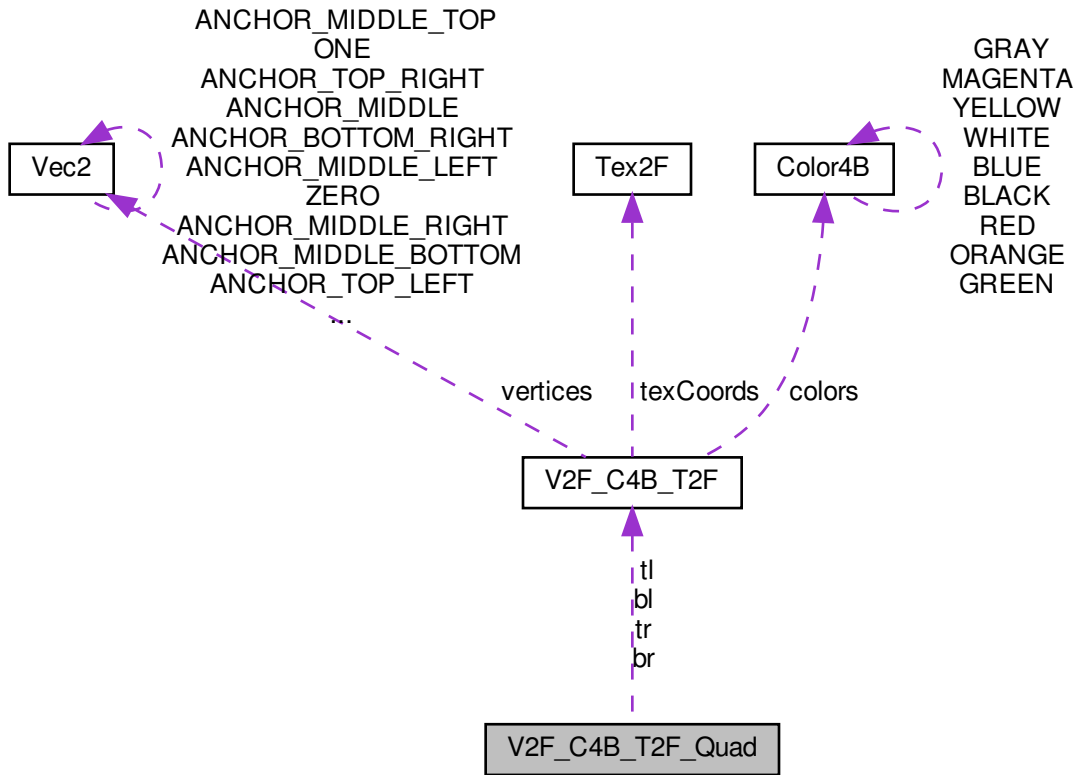 ANCHOR_MIDDLE_TOP
ONE
ANCHOR_TOP_RIGHT
ANCHOR_MIDDLE
ANCHOR_BOTTOM_RIGHT
ANCHOR_MIDDLE_LEFT
ZERO
ANCHOR_MIDDLE_RIGHT
ANCHOR_MIDDLE_BOTTOM
ANCHOR_TOP_LEFT
...
GRAY
MAGENTA
YELLOW
WHITE
BLUE
BLACK
RED
ORANGE
GREEN
Vec2
Tex2F
Color4B
vertices
texCoords
colors
V2F_C4B_T2F
tl
bl
tr
br
V2F_C4B_T2F_Quad